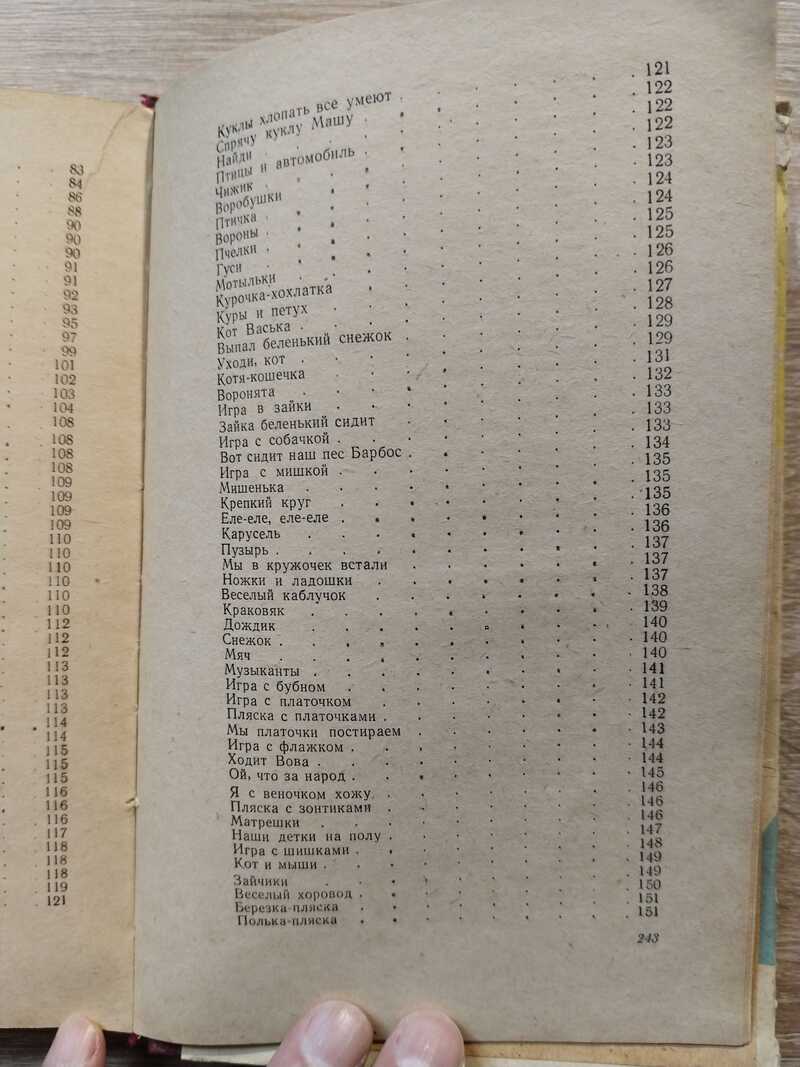 83
84
86
88
90
90
90
91
91
92
93
95
97
99
101
102
103
104
108
108
108
108
109
109
109
109
110
110
110
110
110
110
112
112
112
113
113
113
113
114
114
115
115
115
116
116
116
117
118
118
118
119
121
Куклы хлопать все умеют 121
Спрячу куклу Машу 122
Найди 122
Птицы и автомобиль 122
Чижик 123
Воробушки 123
Птичка 124
Вороны 124
Пчелки 125
Гуси 125
Мотыльки 126
Курочка-хохлатка 126
Куры и петух 127
Кот Васька 128
Выпал беленький снежок 129
Уходи, кот 129
Котя-кошечка 131
Воронята 132
Игра в зайки 133
Зайка беленький сидит 133
Игра с собачкой 133
Вот сидит наш пес Барбос 134
Игра с мишкой 135
Мишенька 135
Крепкий круг 135
Еле-еле, еле-еле 136
Карусель 136
Пузырь 137
Мы в кружочек встали 137
Ножки и ладошки 137
Веселый каблучок 138
Краковяк 139
Дождик 140
Снежок 140
Мяч 140
Музыканты 141
Игра с бубном 141
Игра с платочком 142
Пляска с платочками 142
Мы платочки постираем 143
Игра с флажком 144
Ходит Вова 144
Ой, что за народ 145
Я с веночком хожу 146
Пляска с зонтиками 146
Матрешки 146
Наши детки на полу 147
Игра с шишками 148
Кот и мыши 149
Зайчики 149
Веселый хоровод 150
Березка-пляска 151
Полька-пляска 151
243